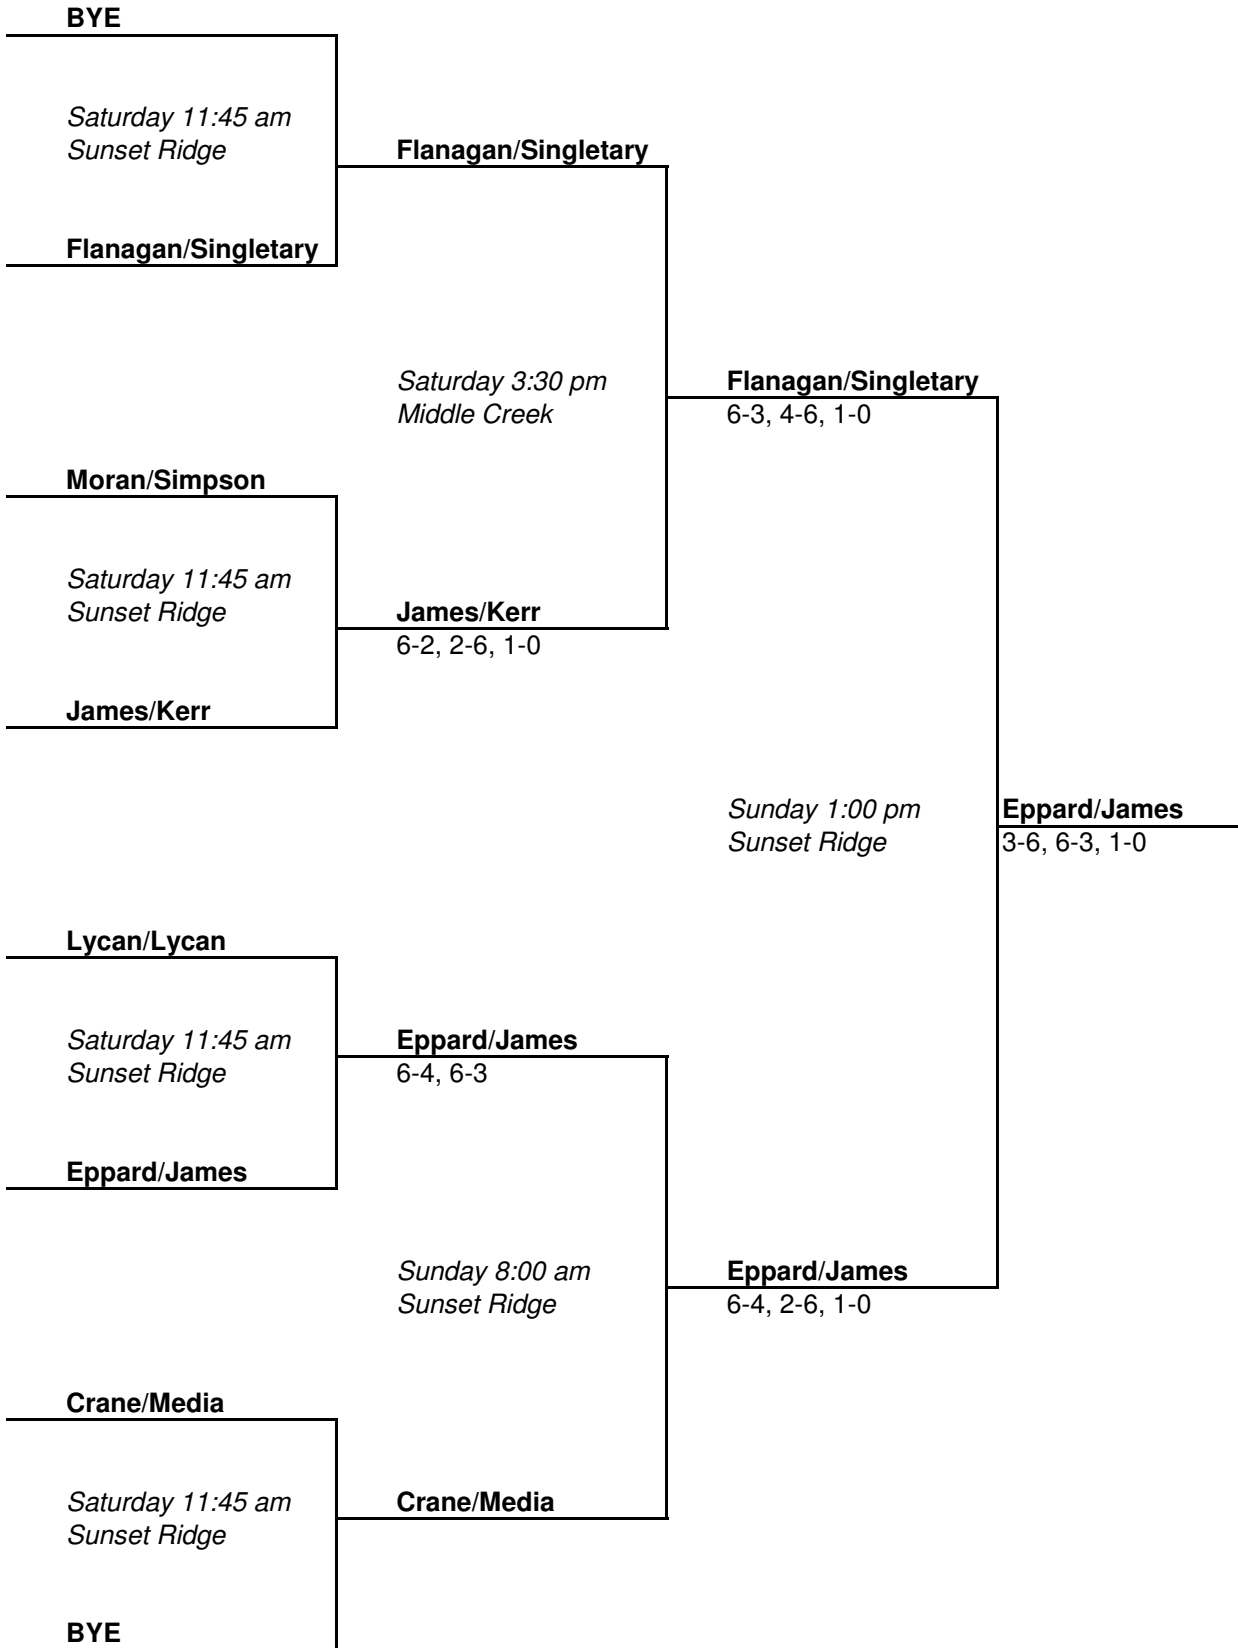 BYE
Saturday 11:45 am
Sunset Ridge
Flanagan/Singletary
Flanagan/Singletary
Saturday 3:30 pm
Middle Creek
Flanagan/Singletary
6-3, 4-6, 1-0
Moran/Simpson
Saturday 11:45 am
Sunset Ridge
James/Kerr
6-2, 2-6, 1-0
James/Kerr
Sunday 1:00 pm
Sunset Ridge
Eppard/James
3-6, 6-3, 1-0
Lycan/Lycan
Saturday 11:45 am
Sunset Ridge
Eppard/James
6-4, 6-3
Eppard/James
Sunday 8:00 am
Sunset Ridge
Eppard/James
6-4, 2-6, 1-0
Crane/Media
Saturday 11:45 am
Sunset Ridge
Crane/Media
BYE